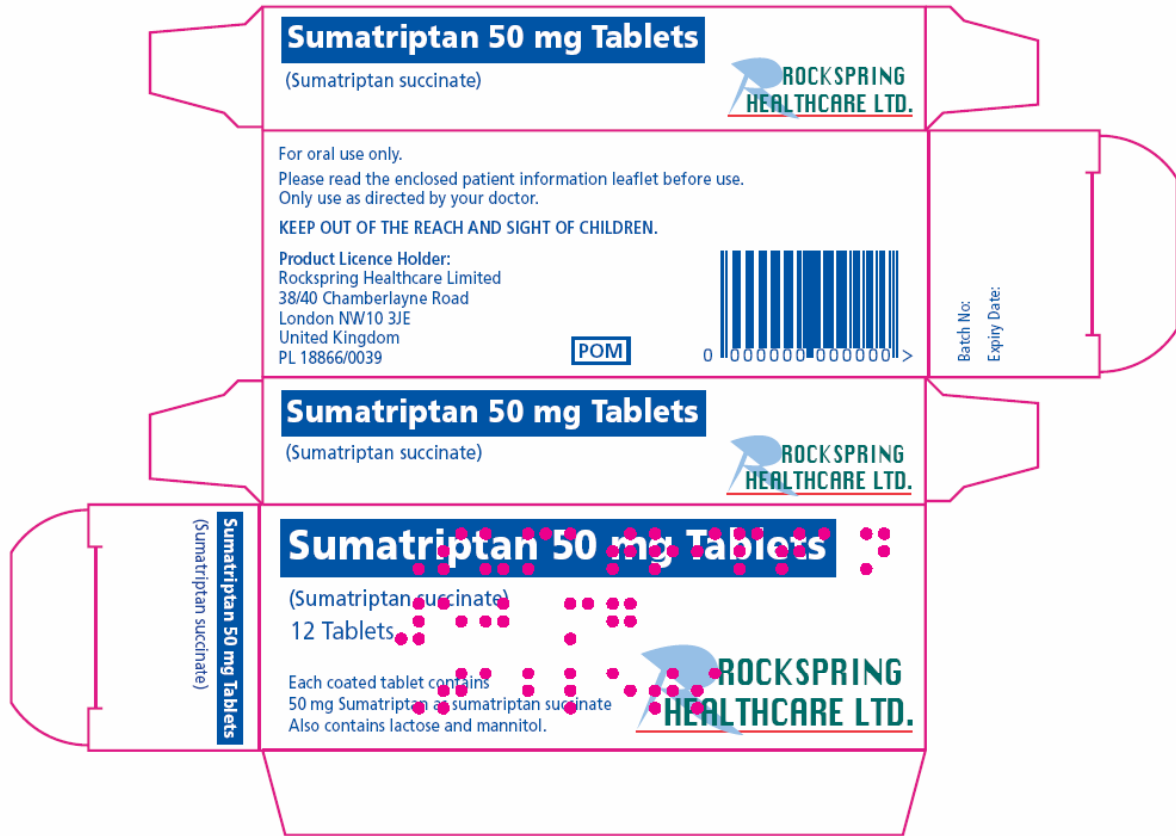 Sumatriptan 50 mg Tablets
(Sumatriptan succinate)
ROCKSPRING
HEALTHCARE LTD.
For oral use only.
Please read the enclosed patient information leaflet before use.
Only use as directed by your doctor.
KEEP OUT OF THE REACH AND SIGHT OF CHILDREN.
Product Licence Holder:
Rockspring Healthcare Limited
38/40 Chamberlayne Road
London NW10 3JE
United Kingdom
PL 18866/0039
POM
0 000000 000000 >
Batch No:
Expiry Date:
Sumatriptan 50 mg Tablets
(Sumatriptan succinate)
ROCKSPRING
HEALTHCARE LTD.
Sumatriptan 50 mg Tablets
(Sumatriptan succinate)
Sumatriptan 50 mg Tablets
(Sumatriptan succinate)
12 Tablets
Each coated tablet contains
50 mg Sumatriptan as sumatriptan succinate
Also contains lactose and mannitol.
ROCKSPRING
HEALTHCARE LTD.